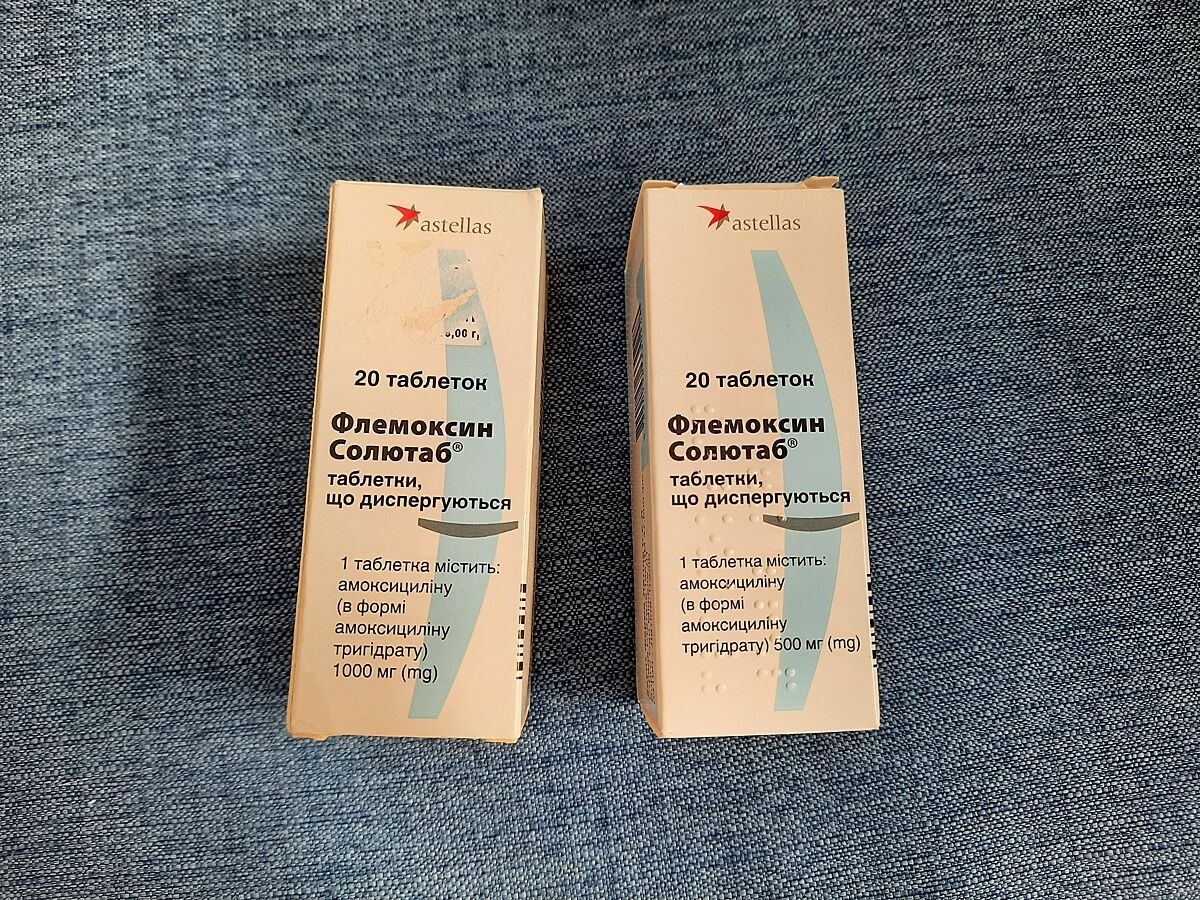 astellas
20 таблеток
Флемоксин
Солютаб®
таблетки,
що диспергуються
1 таблетка містить:
амоксициліну
(в формі
амоксициліну
тригідрату)
1000 мг (mg)
astellas
20 таблеток
Флемоксин
Солютаб®
таблетки,
що диспергуються
1 таблетка містить:
амоксициліну
(в формі
амоксициліну
тригідрату) 500 мг (mg)